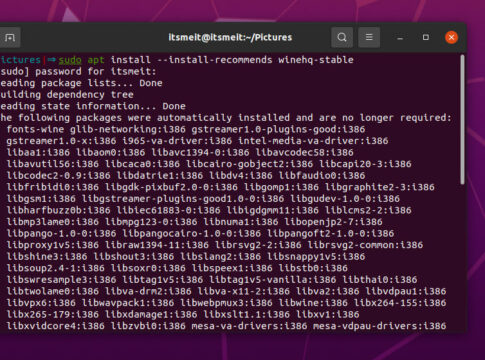 itsmeit@itsmeit:~/Pictures
ictures|⇒ sudo apt install --install-recommends winehq-stable
sudo] password for itsmeit:
eading package lists... Done
uilding dependency tree
eading state information... Done
he following packages were automatically installed and are no longer required:
fonts-wine glib-networking:i386 gstreamer1.0-plugins-good:i386
gstreamer1.0-x:i386 i965-va-driver:i386 intel-media-va-driver:i386
libaa1:i386 libaom0:i386 libavc1394-0:i386 libavcodec58:i386
libavutil56:i386 libcaca0:i386 libcairo-gobject2:i386 libcapi20-3:i386
libcodec2-0.9:i386 libdatrie1:i386 libdv4:i386 libfaudio0:i386
libfribidi0:i386 libgdk-pixbuf2.0-0:i386 libgomp1:i386 libgraphite2-3:i386
libgsm1:i386 libgstreamer-plugins-good1.0-0:i386 libgudev-1.0-0:i386
libharfbuzz0b:i386 libiec61883-0:i386 libigdgmm11:i386 liblcms2-2:i386
libmp3lame0:i386 libmpg123-0:i386 libnuma1:i386 libopenjp2-7:i386
libpango-1.0-0:i386 libpangocairo-1.0-0:i386 libpangoft2-1.0-0:i386
libproxy1v5:i386 libraw1394-11:i386 librsvg2-2:i386 librsvg2-common:i386
libshine3:i386 libshout3:i386 libslang2:i386 libsnappy1v5:i386
libsoup2.4-1:i386 libsoxr0:i386 libspeex1:i386 libstb0:i386
libswresample3:i386 libtag1v5:i386 libtag1v5-vanilla:i386 libthai0:i386
libtwolame0:i386 libva-drm2:i386 libva-x11-2:i386 libva2:i386 libvdpau1:i386
libvpx6:i386 libwavpack1:i386 libwebpmux3:i386 libwine:i386 libx264-155:i386
libx265-179:i386 libxdamage1:i386 libxslt1.1:i386 libxv1:i386
libxvidcore4:i386 libzvbi0:i386 mesa-va-drivers:i386 mesa-vdpau-drivers:i386